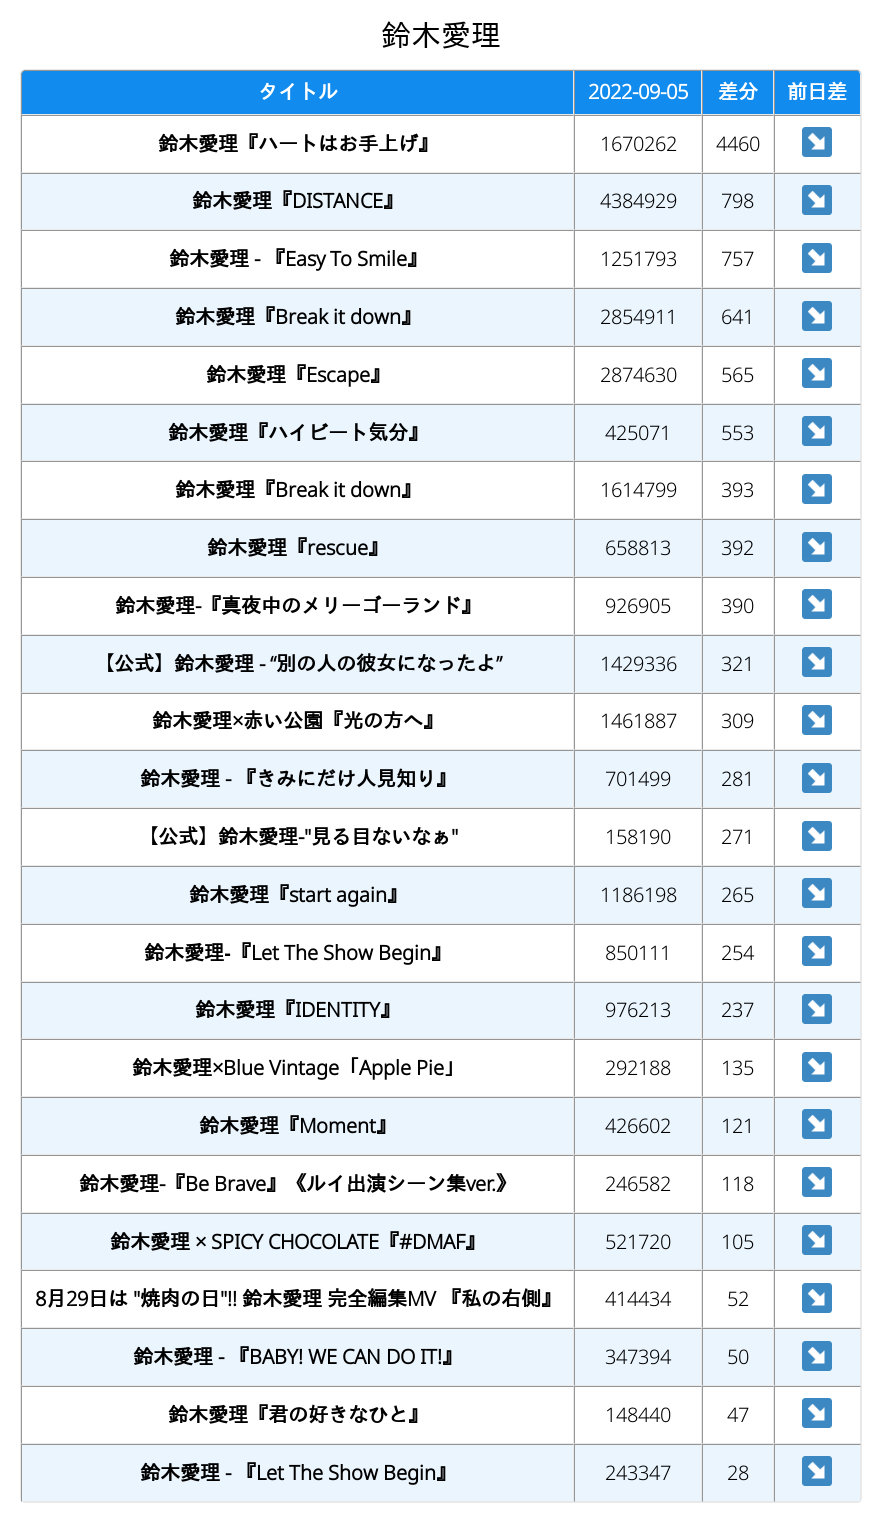 鈴木愛理
タイトル 2022-09-05 差分 前日差
鈴木愛理『ハートはお手上げ』 1670262 4460
鈴木愛理『DISTANCE』 4384929 798
鈴木愛理 - 『Easy To Smile』 1251793 757
鈴木愛理『Break it down』 2854911 641
鈴木愛理『Escape』 2874630 565
鈴木愛理『ハイビート気分』 425071 553
鈴木愛理『Break it down』 1614799 393
鈴木愛理『rescue』 658813 392
鈴木愛理-『真夜中のメリーゴーランド』 926905 390
【公式】鈴木愛理 - “別の人の彼女になったよ” 1429336 321
鈴木愛理×赤い公園『光の方へ』 1461887 309
鈴木愛理 - 『きみにだけ人見知り』 701499 281
【公式】鈴木愛理-"見る目ないなぁ" 158190 271
鈴木愛理『start again』 1186198 265
鈴木愛理-『Let The Show Begin』 850111 254
鈴木愛理『IDENTITY』 976213 237
鈴木愛理×Blue Vintage「Apple Pie」 292188 135
鈴木愛理『Moment』 426602 121
鈴木愛理-『Be Brave』《ルイ出演シーン集ver.》 246582 118
鈴木愛理 × SPICY CHOCOLATE『#DMAF』 521720 105
8月29日は "焼肉の日"!! 鈴木愛理 完全編集MV 『私の右側』 414434 52
鈴木愛理 - 『BABY! WE CAN DO IT!』 347394 50
鈴木愛理『君の好きなひと』 148440 47
鈴木愛理 - 『Let The Show Begin』 243347 28